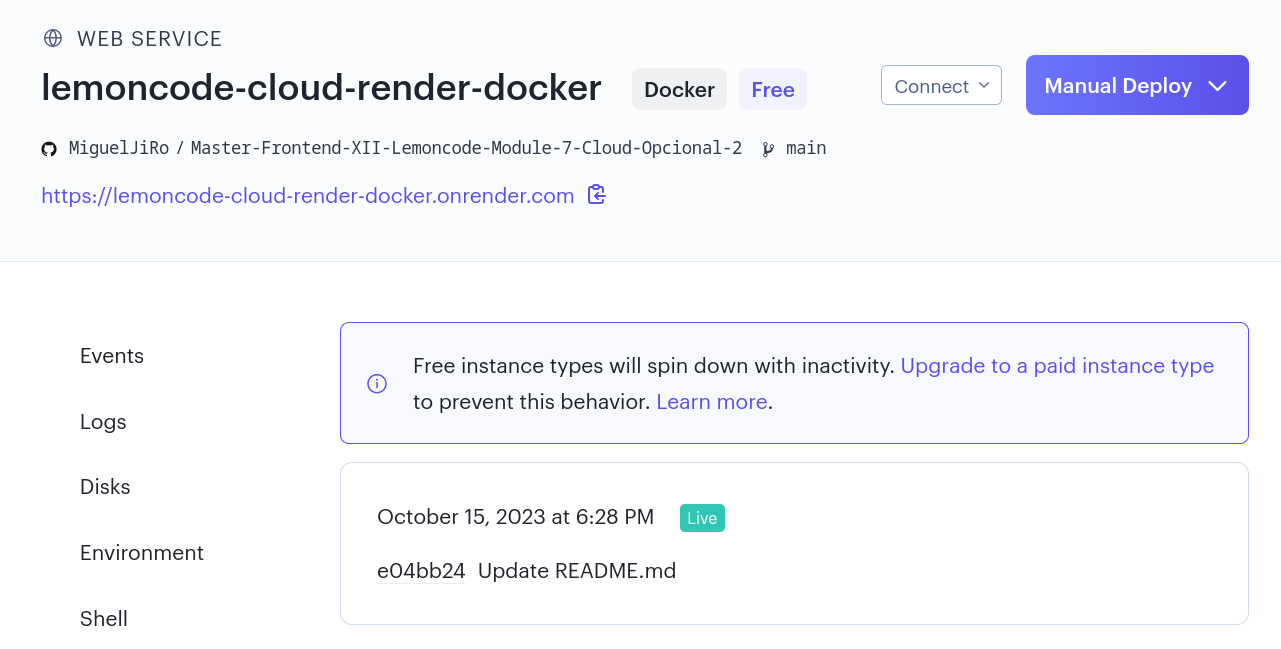 WEB SERVICE
lemoncode-cloud-render-docker Docker Free Connect Manual Deploy
MiguelJiRo / Master-Frontend-XII-Lemoncode-Module-7-Cloud-Opcional-2 main
https://lemoncode-cloud-render-docker.onrender.com
Events
Logs
Disks
Environment
Shell
Free instance types will spin down with inactivity. Upgrade to a paid instance type
to prevent this behavior. Learn more.
October 15, 2023 at 6:28 PM Live
e04bb24 Update README.md